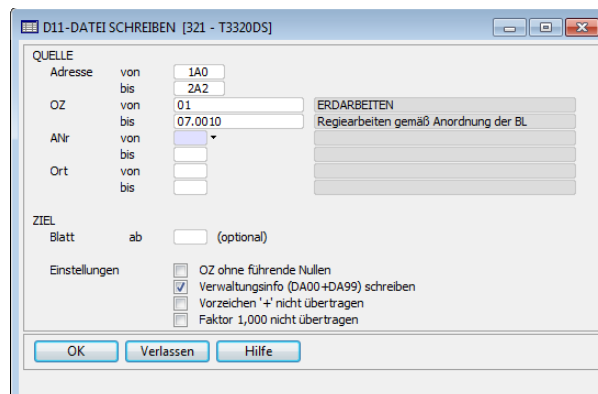 D11-DATEI SCHREIBEN [321 - T3320DS]
QUELLE
Adresse von 1A0
bis 2A2
OZ von 01 ERDARBEITEN
bis 07.0010 Regiearbeiten gemäß Anordnung der BL
ANr von
bis
Ort von
bis
ZIEL
Blatt ab (optional)
Einstellungen OZ ohne führende Nullen
Verwaltungsinfo (DA00+DA99) schreiben
Vorzeichen '+' nicht übertragen
Faktor 1,000 nicht übertragen
OK Verlassen Hilfe